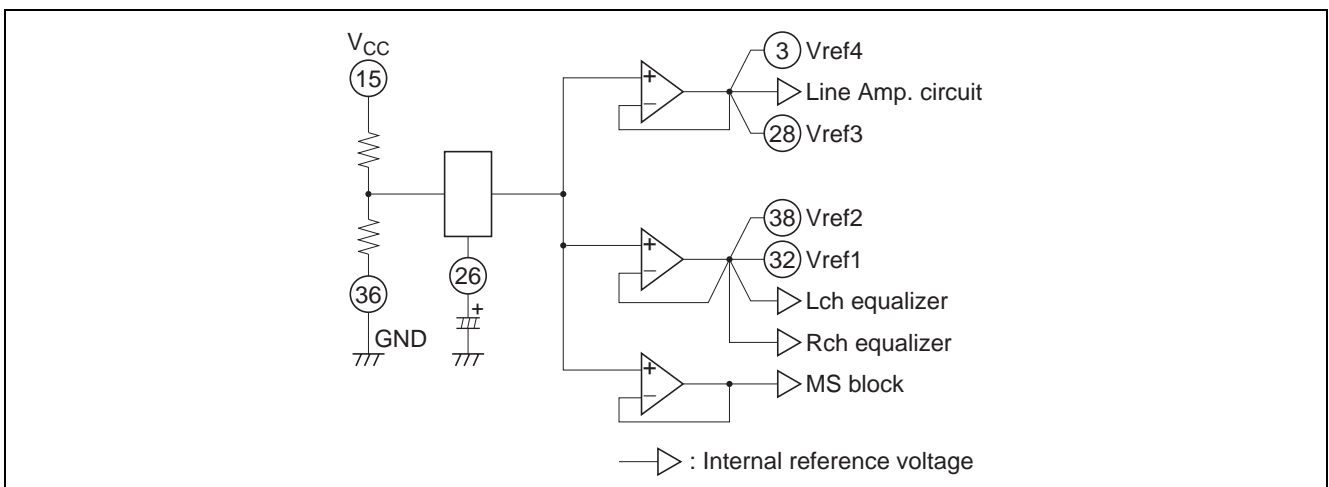 VCC
15
36
GND
26
+
+
−
3 Vref4
Line Amp. circuit
28 Vref3
+
−
38 Vref2
32 Vref1
Lch equalizer
Rch equalizer
+
−
MS block
: Internal reference voltage